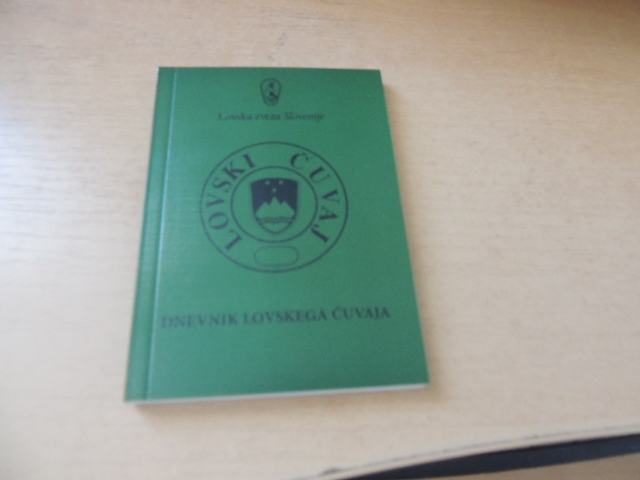 Lovska zveza Slovenije
LOVSKI ČUVAJ
DNEVNIK LOVSKEGA ČUVAJA